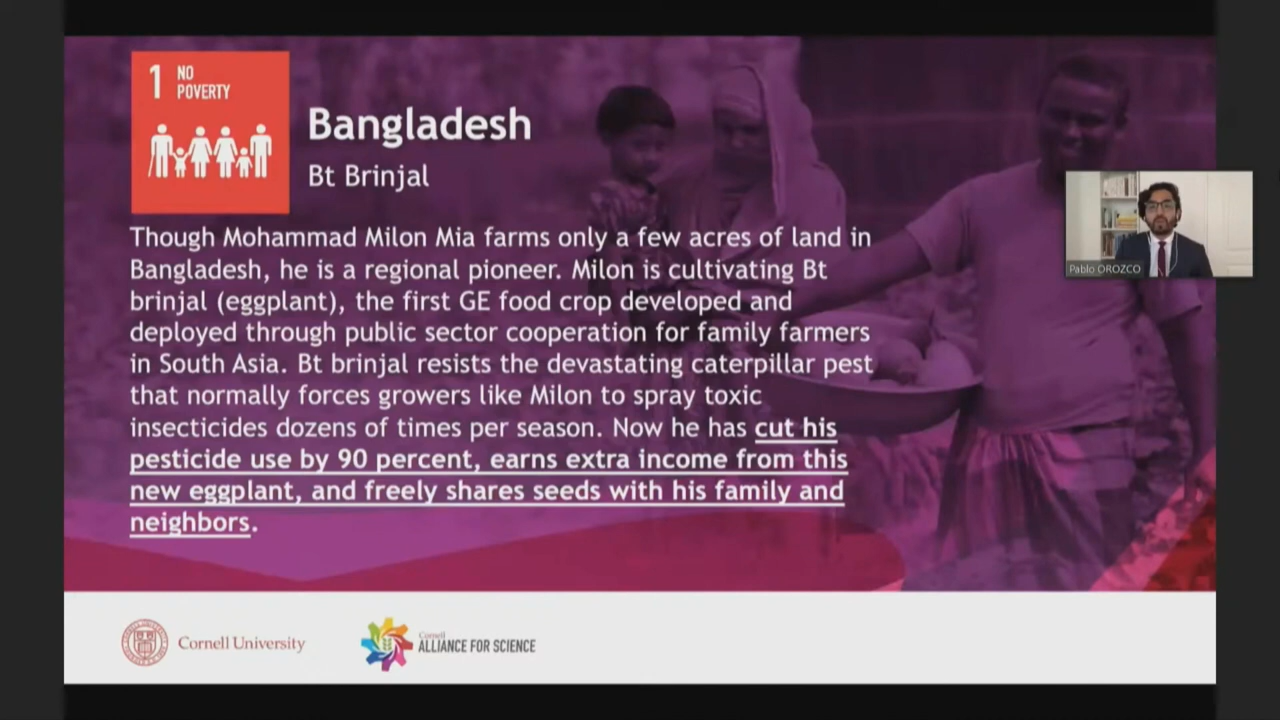 1 NO
POVERTY
Bangladesh
Bt Brinjal
Though Mohammad Milon Mia farms only a few acres of land in
Bangladesh, he is a regional pioneer. Milon is cultivating Bt
brinjal (eggplant), the first GE food crop developed and
deployed through public sector cooperation for family farmers
in South Asia. Bt brinjal resists the devastating caterpillar pest
that normally forces growers like Milon to spray toxic
insecticides dozens of times per season. Now he has cut his
pesticide use by 90 percent, earns extra income from this
new eggplant, and freely shares seeds with his family and
neighbors.
Pablo OROZCO
Cornell University
Cornell
ALLIANCE FOR SCIENCE